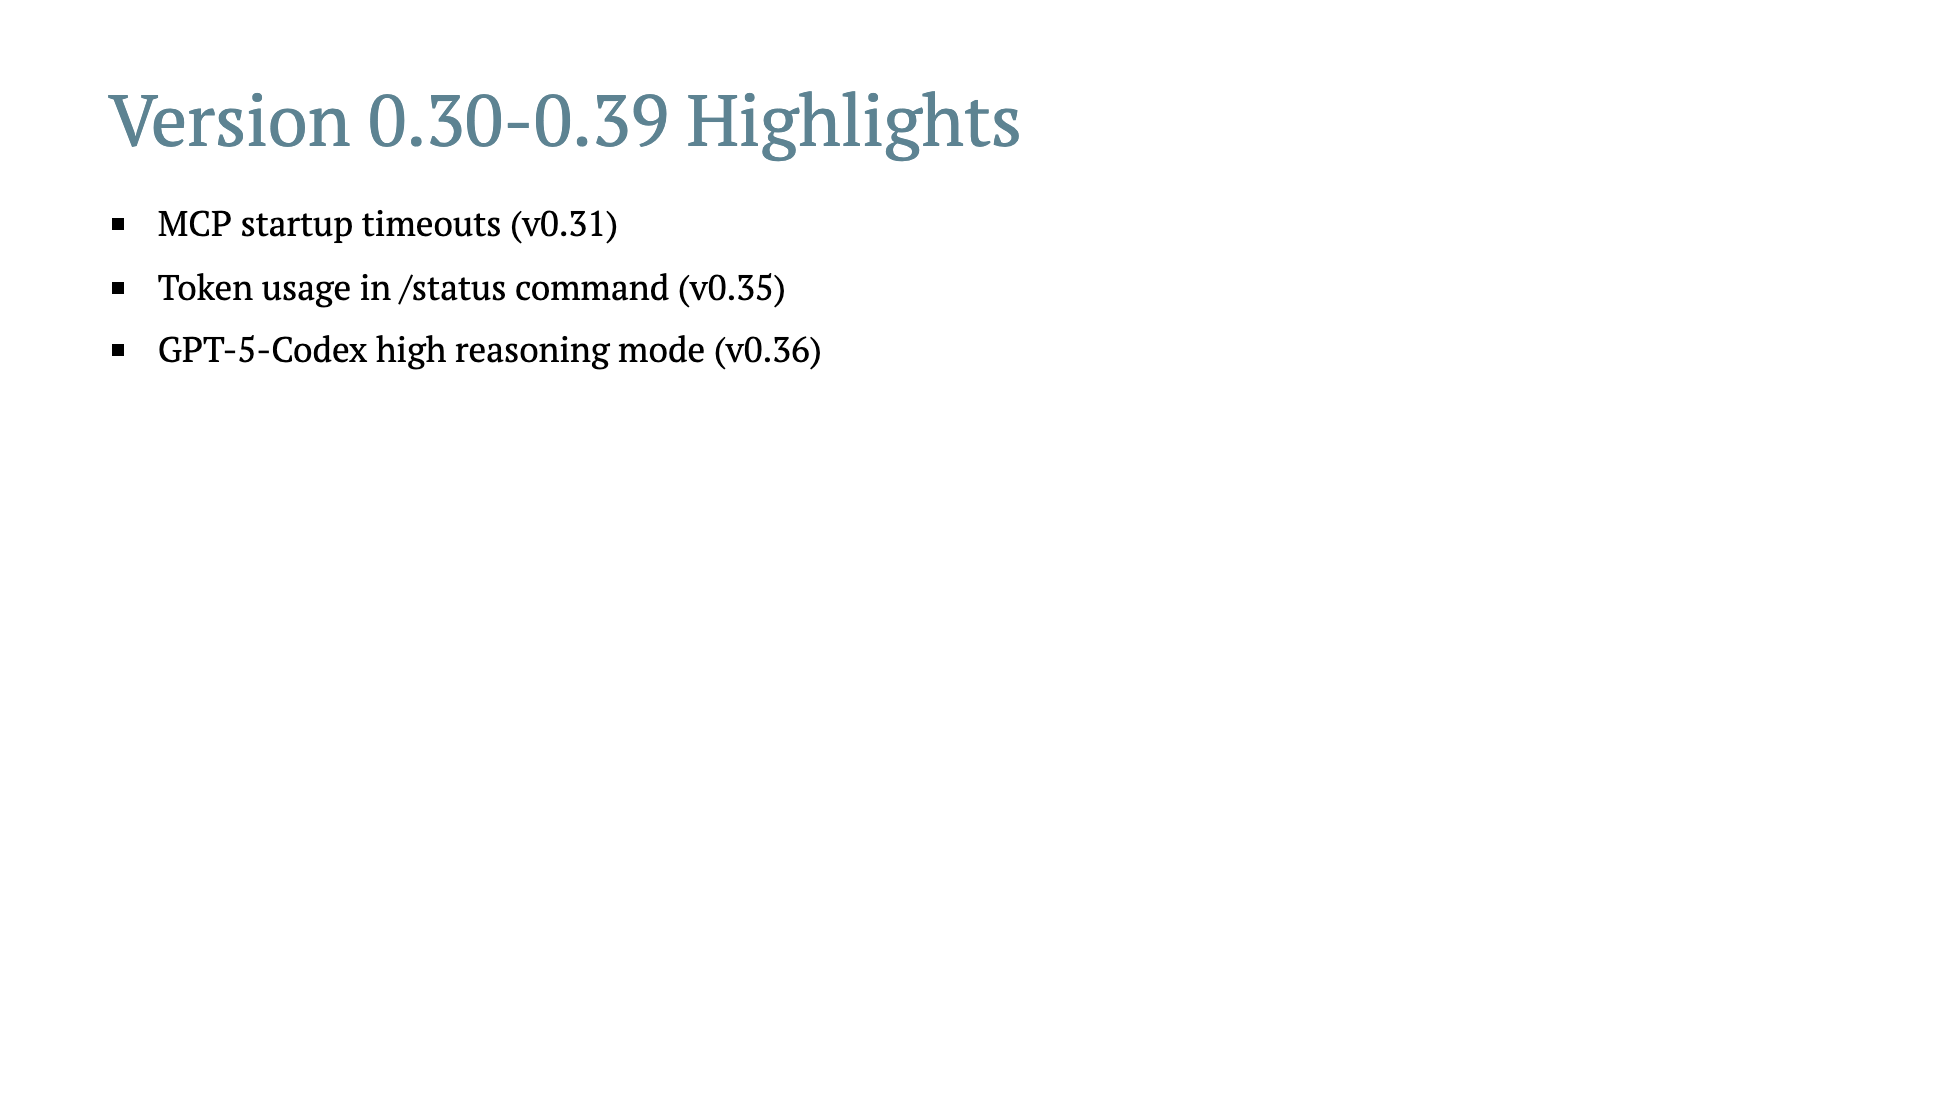 Version 0.30-0.39 Highlights
▪ MCP startup timeouts (v0.31)
▪ Token usage in /status command (v0.35)
▪ GPT-5-Codex high reasoning mode (v0.36)